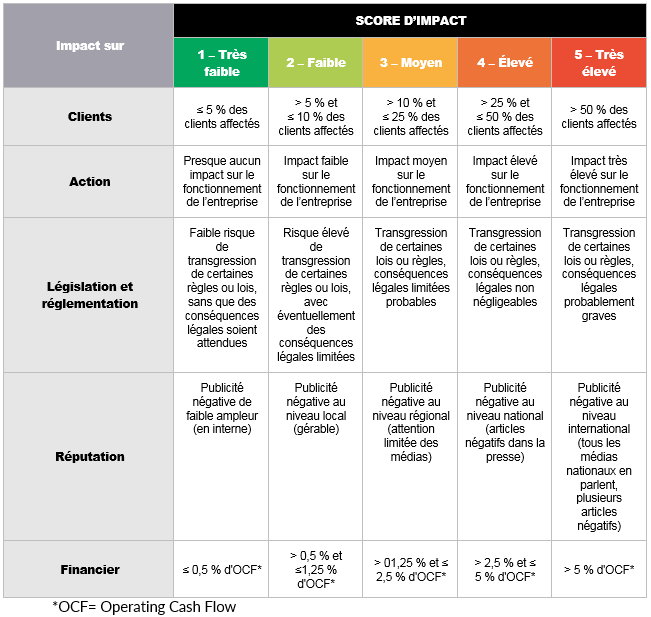 Impact sur
SCORE D’IMPACT
1 – Très
faible
2 – Faible
3 – Moyen
4 – Élevé
5 – Très
élevé
Clients
≤ 5 % des
clients affectés
> 5 % et
≤ 10 % des
clients affectés
> 10 % et
≤ 25 % des
clients affectés
> 25 % et
≤ 50 % des
clients affectés
> 50 % des
clients affectés
Action
Presque aucun
impact sur le
fonctionnement
de l’entreprise
Impact faible
sur le
fonctionnement
de l’entreprise
Impact moyen
sur le
fonctionnement
de l’entreprise
Impact élevé
sur le
fonctionnement
de l’entreprise
Impact très
élevé sur le
fonctionnement
de l’entreprise
Législation et
réglementation
Faible risque
de
transgression
de certaines
règles ou lois,
sans que des
conséquences
légales soient
attendues
Risque élevé
de
transgression
de certaines
règles ou lois,
avec
éventuellement
des
conséquences
légales limitées
Transgression
de certaines
lois ou règles,
conséquences
légales limitées
probables
Transgression
de certaines
lois ou règles,
conséquences
légales non
négligeables
Transgression
de certaines
lois ou règles,
conséquences
légales
probablement
graves
Réputation
Publicité
négative de
faible ampleur
(en interne)
Publicité
négative au
niveau local
(gérable)
Publicité
négative au
niveau régional
(attention
limitée des
médias)
Publicité
négative au
niveau national
(articles
négatifs dans la
presse)
Publicité
négative au
niveau
international
(tous les
médias
nationaux en
parlent,
plusieurs
articles
négatifs)
Financier
≤ 0,5 % d'OCF*
> 0,5 % et
≤1,25 %
d'OCF*
> 01,25 % et ≤
2,5 % d'OCF*
> 2,5 % et ≤
5 % d'OCF*
> 5 % d'OCF*
*OCF= Operating Cash Flow